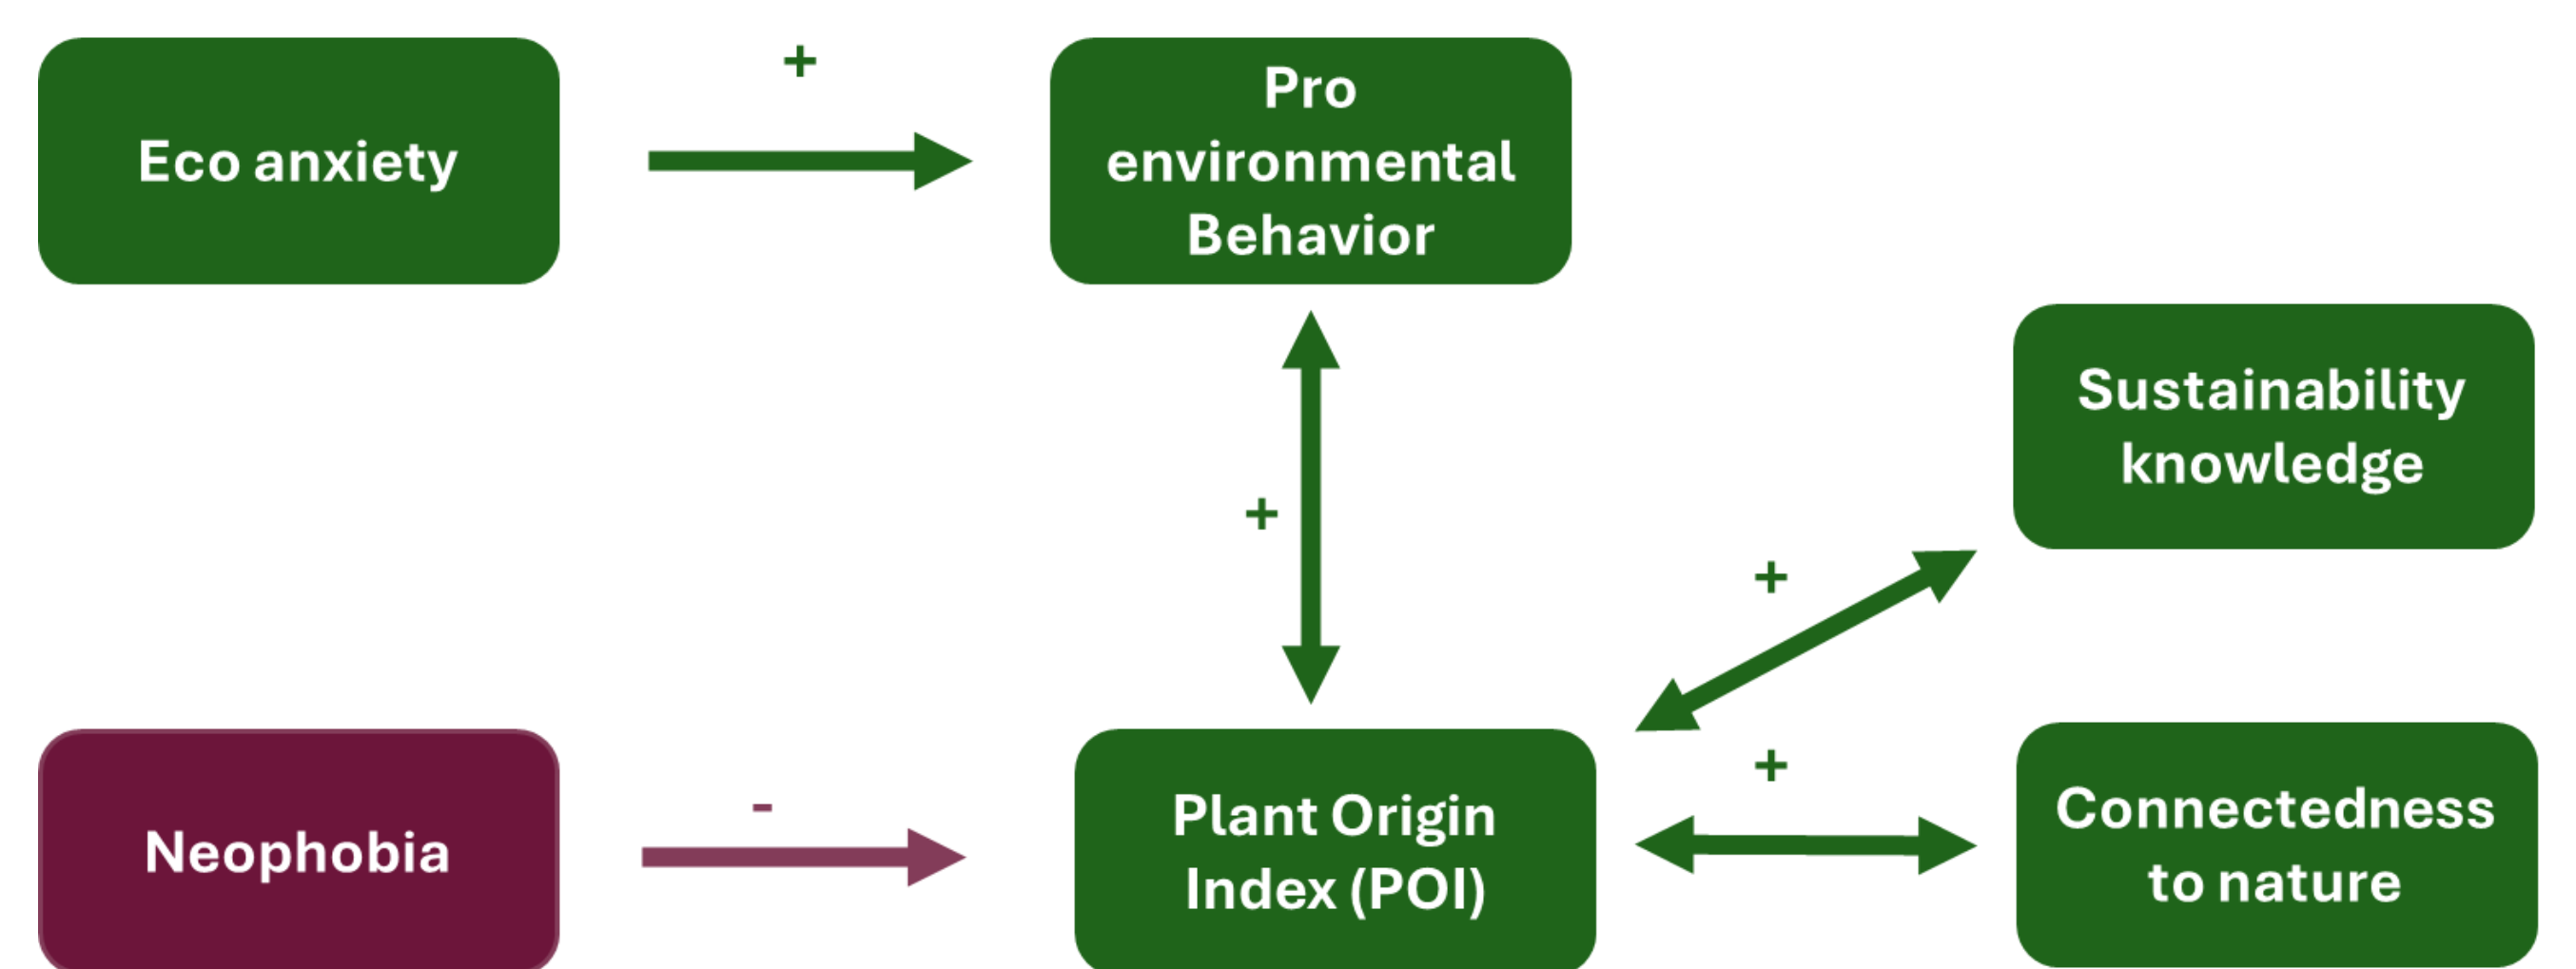 Eco anxiety
+
Pro
environmental
Behavior
+
Sustainability
knowledge
+
Neophobia
-
Plant Origin
Index (POI)
+
Connectedness
to nature